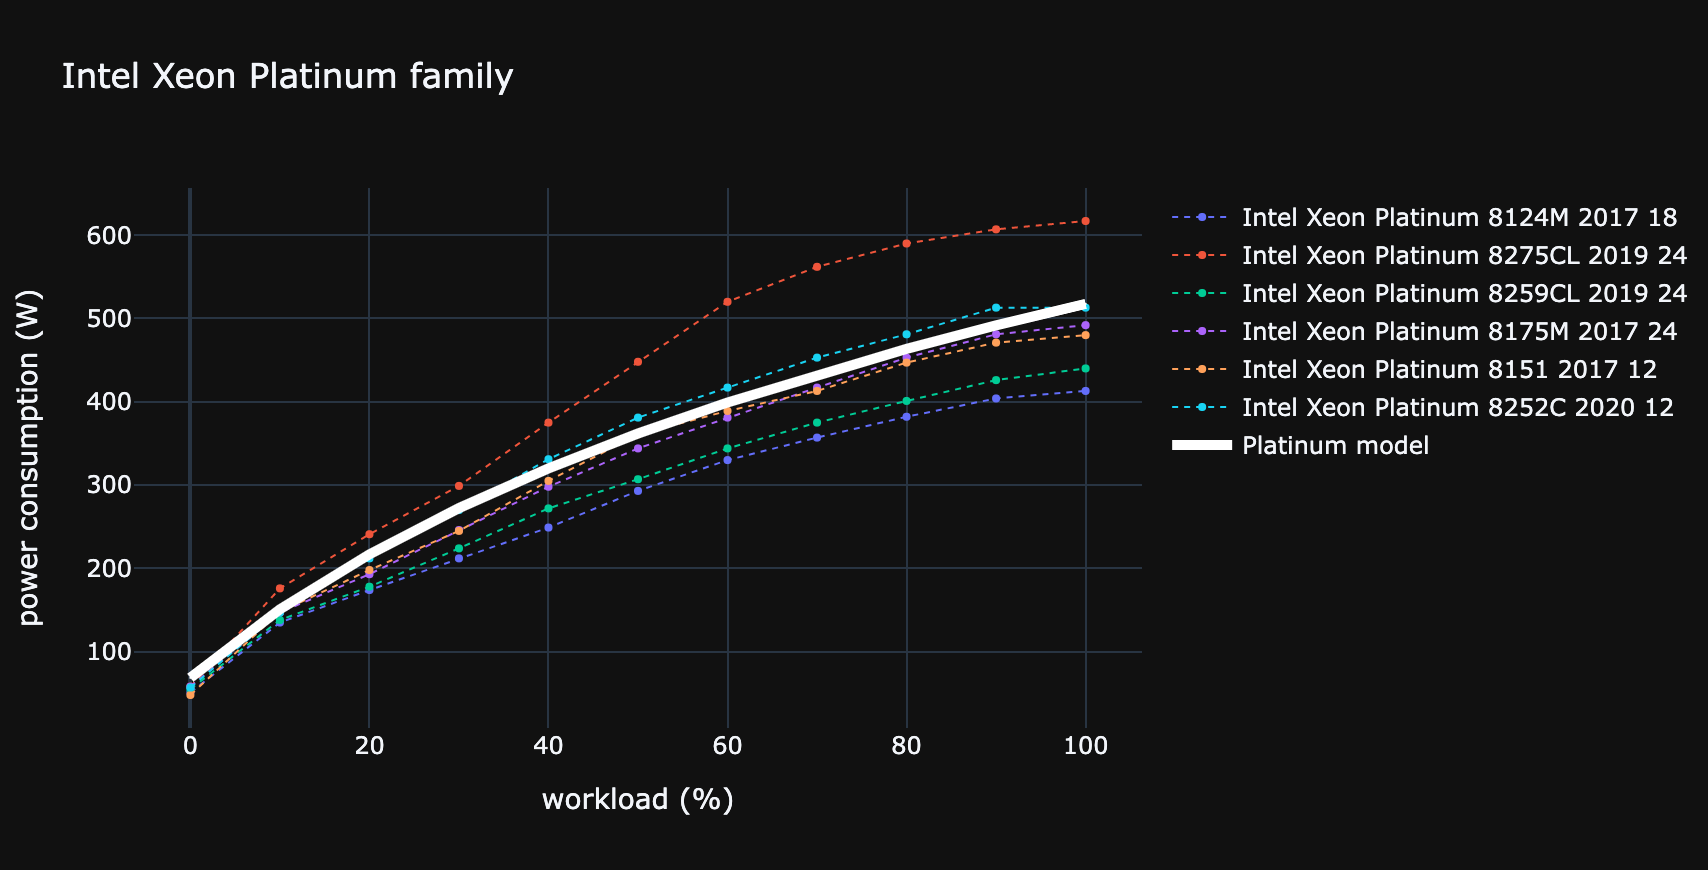 Intel Xeon Platinum family
power consumption (W)
600
500
400
300
200
100
0 20 40 60 80 100
workload (%)
Intel Xeon Platinum 8124M 2017 18
Intel Xeon Platinum 8275CL 2019 24
Intel Xeon Platinum 8259CL 2019 24
Intel Xeon Platinum 8175M 2017 24
Intel Xeon Platinum 8151 2017 12
Intel Xeon Platinum 8252C 2020 12
Platinum model